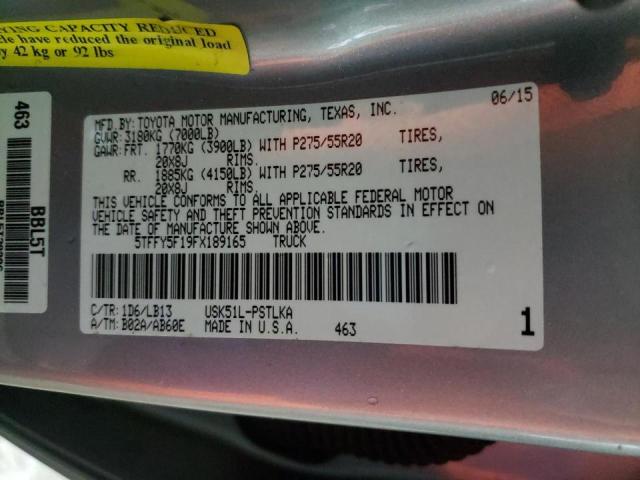 YING CAPACITY REDUCED
cle have reduced the original load
by 42 kg or 92 lbs
463
BBL5T
MFD.BY: TOYOTA MOTOR MANUFACTURING, TEXAS, INC. 06/15
GVWR: 3180KG (7000LB)
GAWR: FRT. 1770KG (3900LB) WITH P275/55R20 TIRES,
20X8J RIMS.
RR. 1885KG (4150LB) WITH P275/55R20 TIRES,
20X8J RIMS.
THIS VEHICLE CONFORMS TO ALL APPLICABLE FEDERAL MOTOR
VEHICLE SAFETY AND THEFT PREVENTION STANDARDS IN EFFECT ON
THE DATE OF MANUFACTURE SHOWN ABOVE.
5TFFY5F19FX189165 TRUCK
C/TR: 1D6/LB13 USK51L-PSTLKA
A/TM: B02A/AB60E MADE IN U.S.A. 463 1